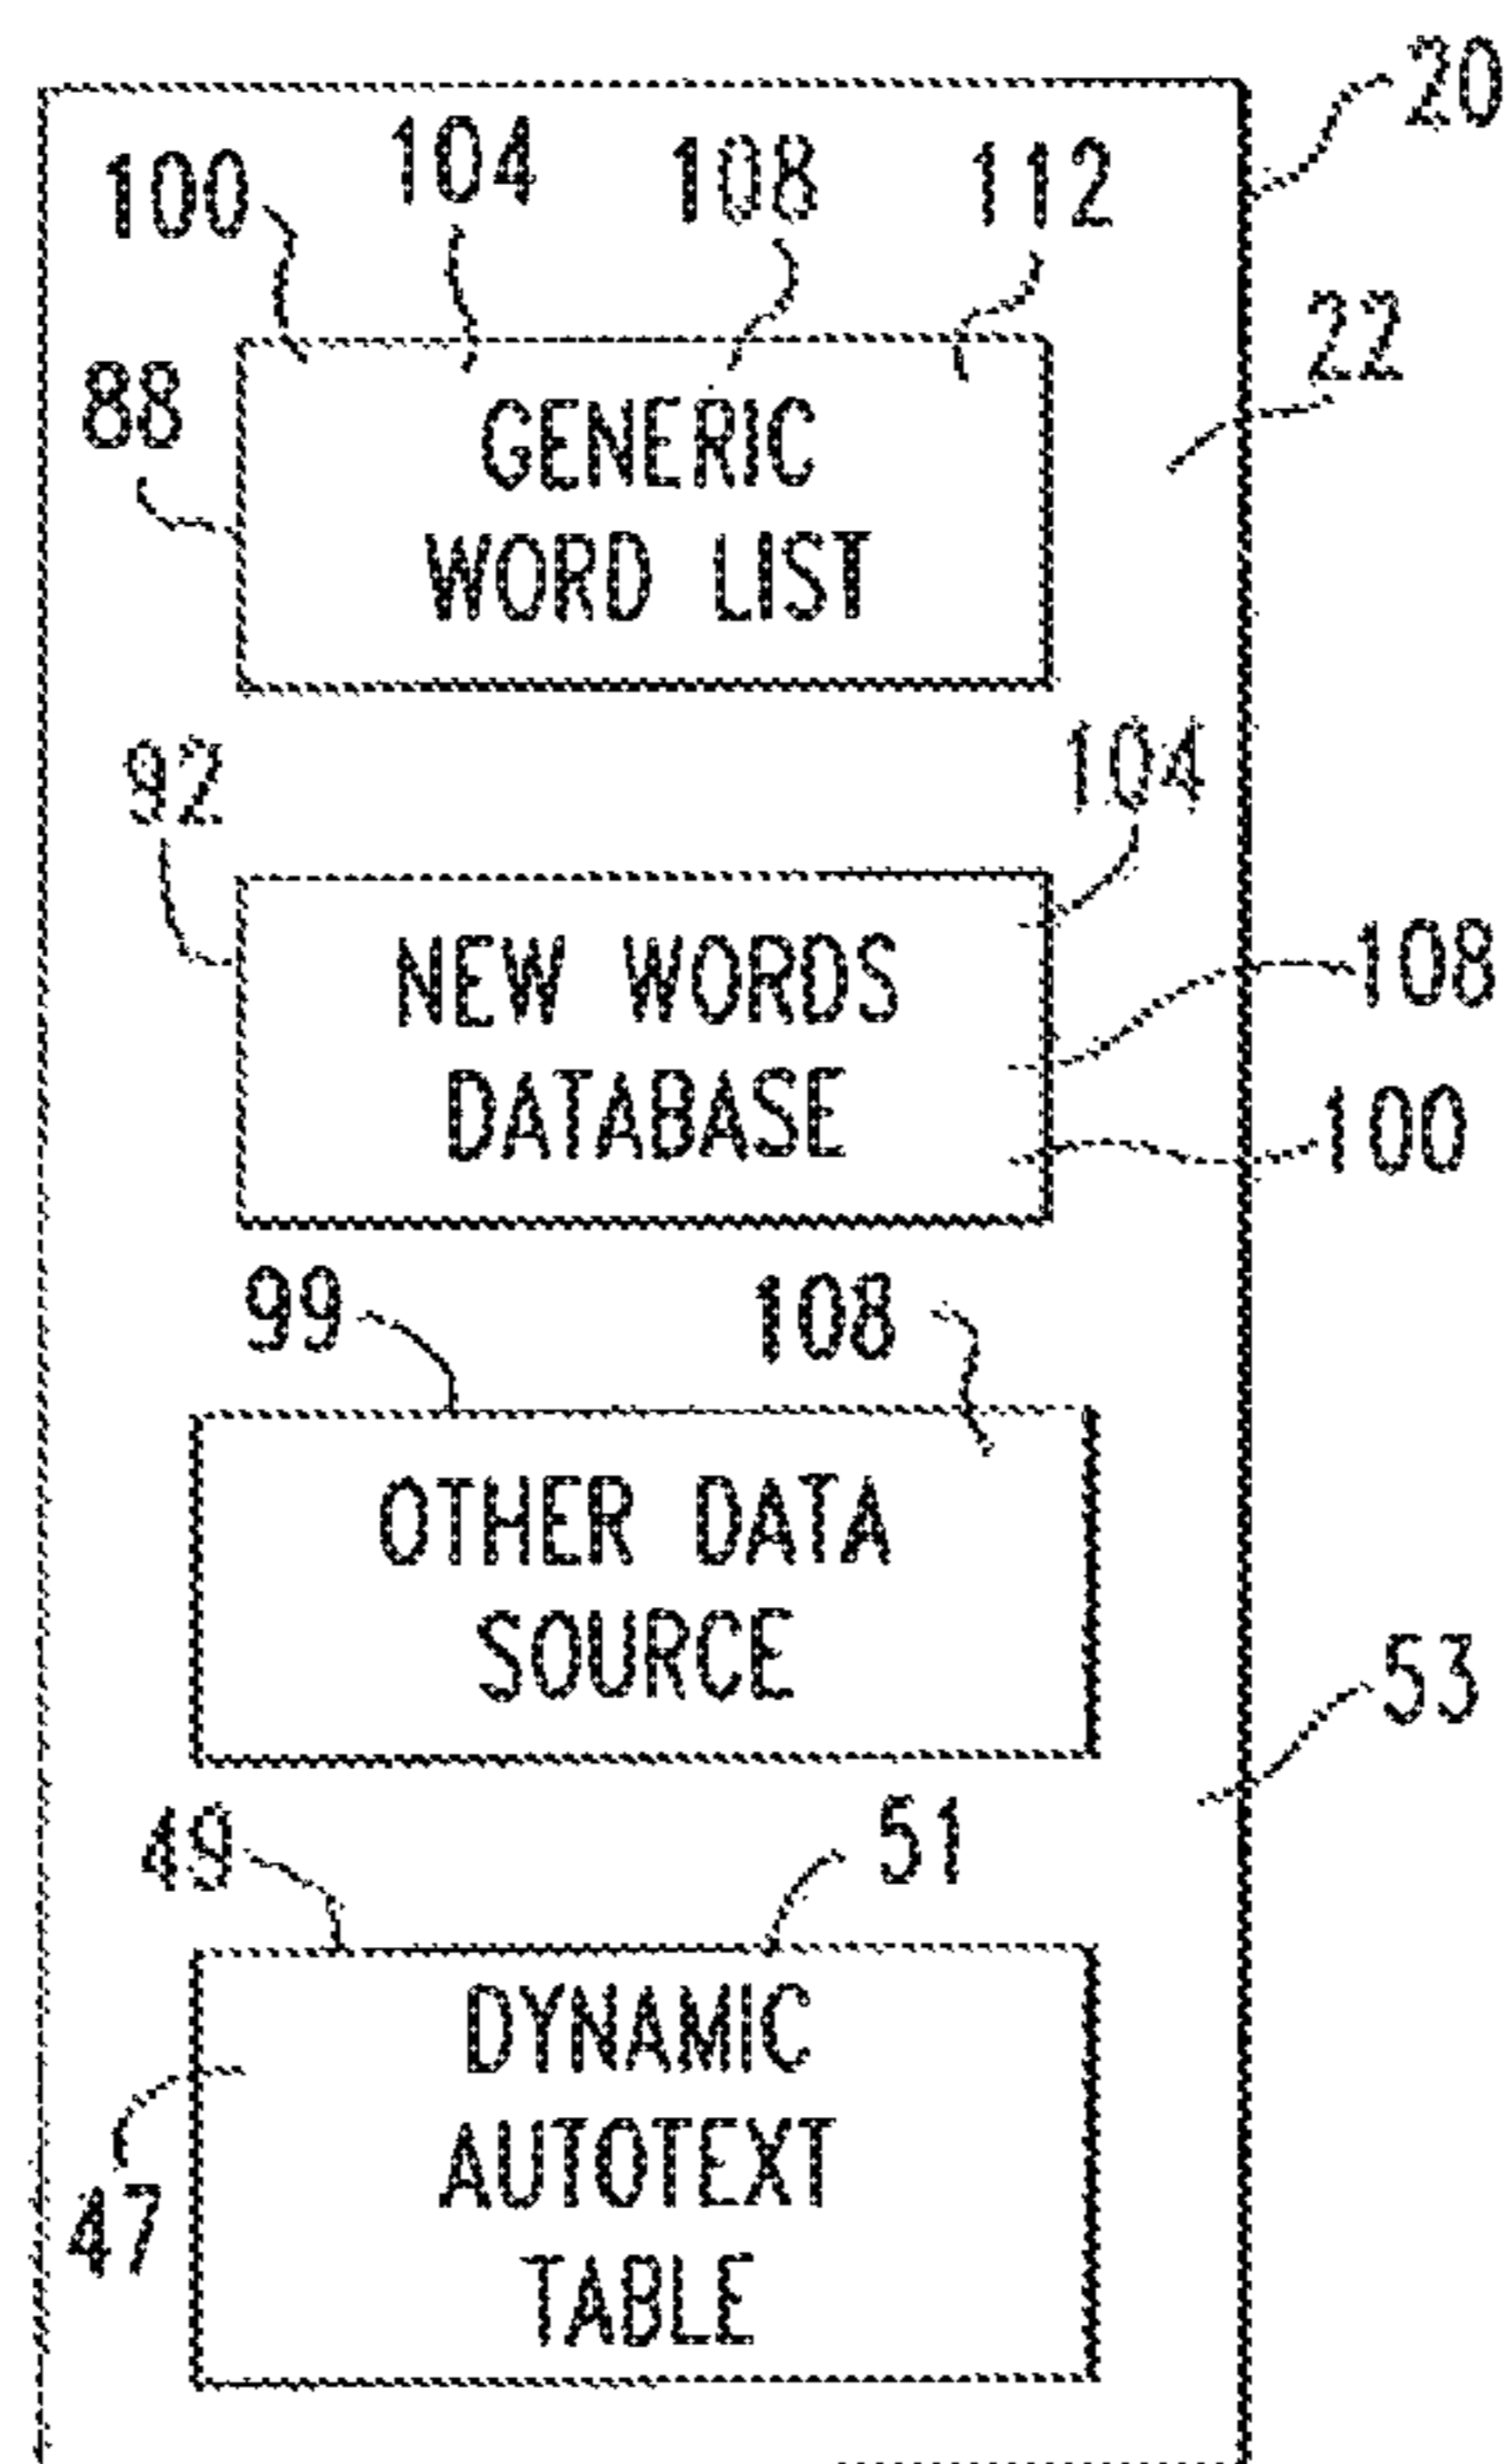 20
100 104 108 112
22
88
GENERIC
WORD LIST
92
104
NEW WORDS
DATABASE
108
100
99 108
OTHER DATA
SOURCE
53
49 51
DYNAMIC
AUTOTEXT
TABLE
47